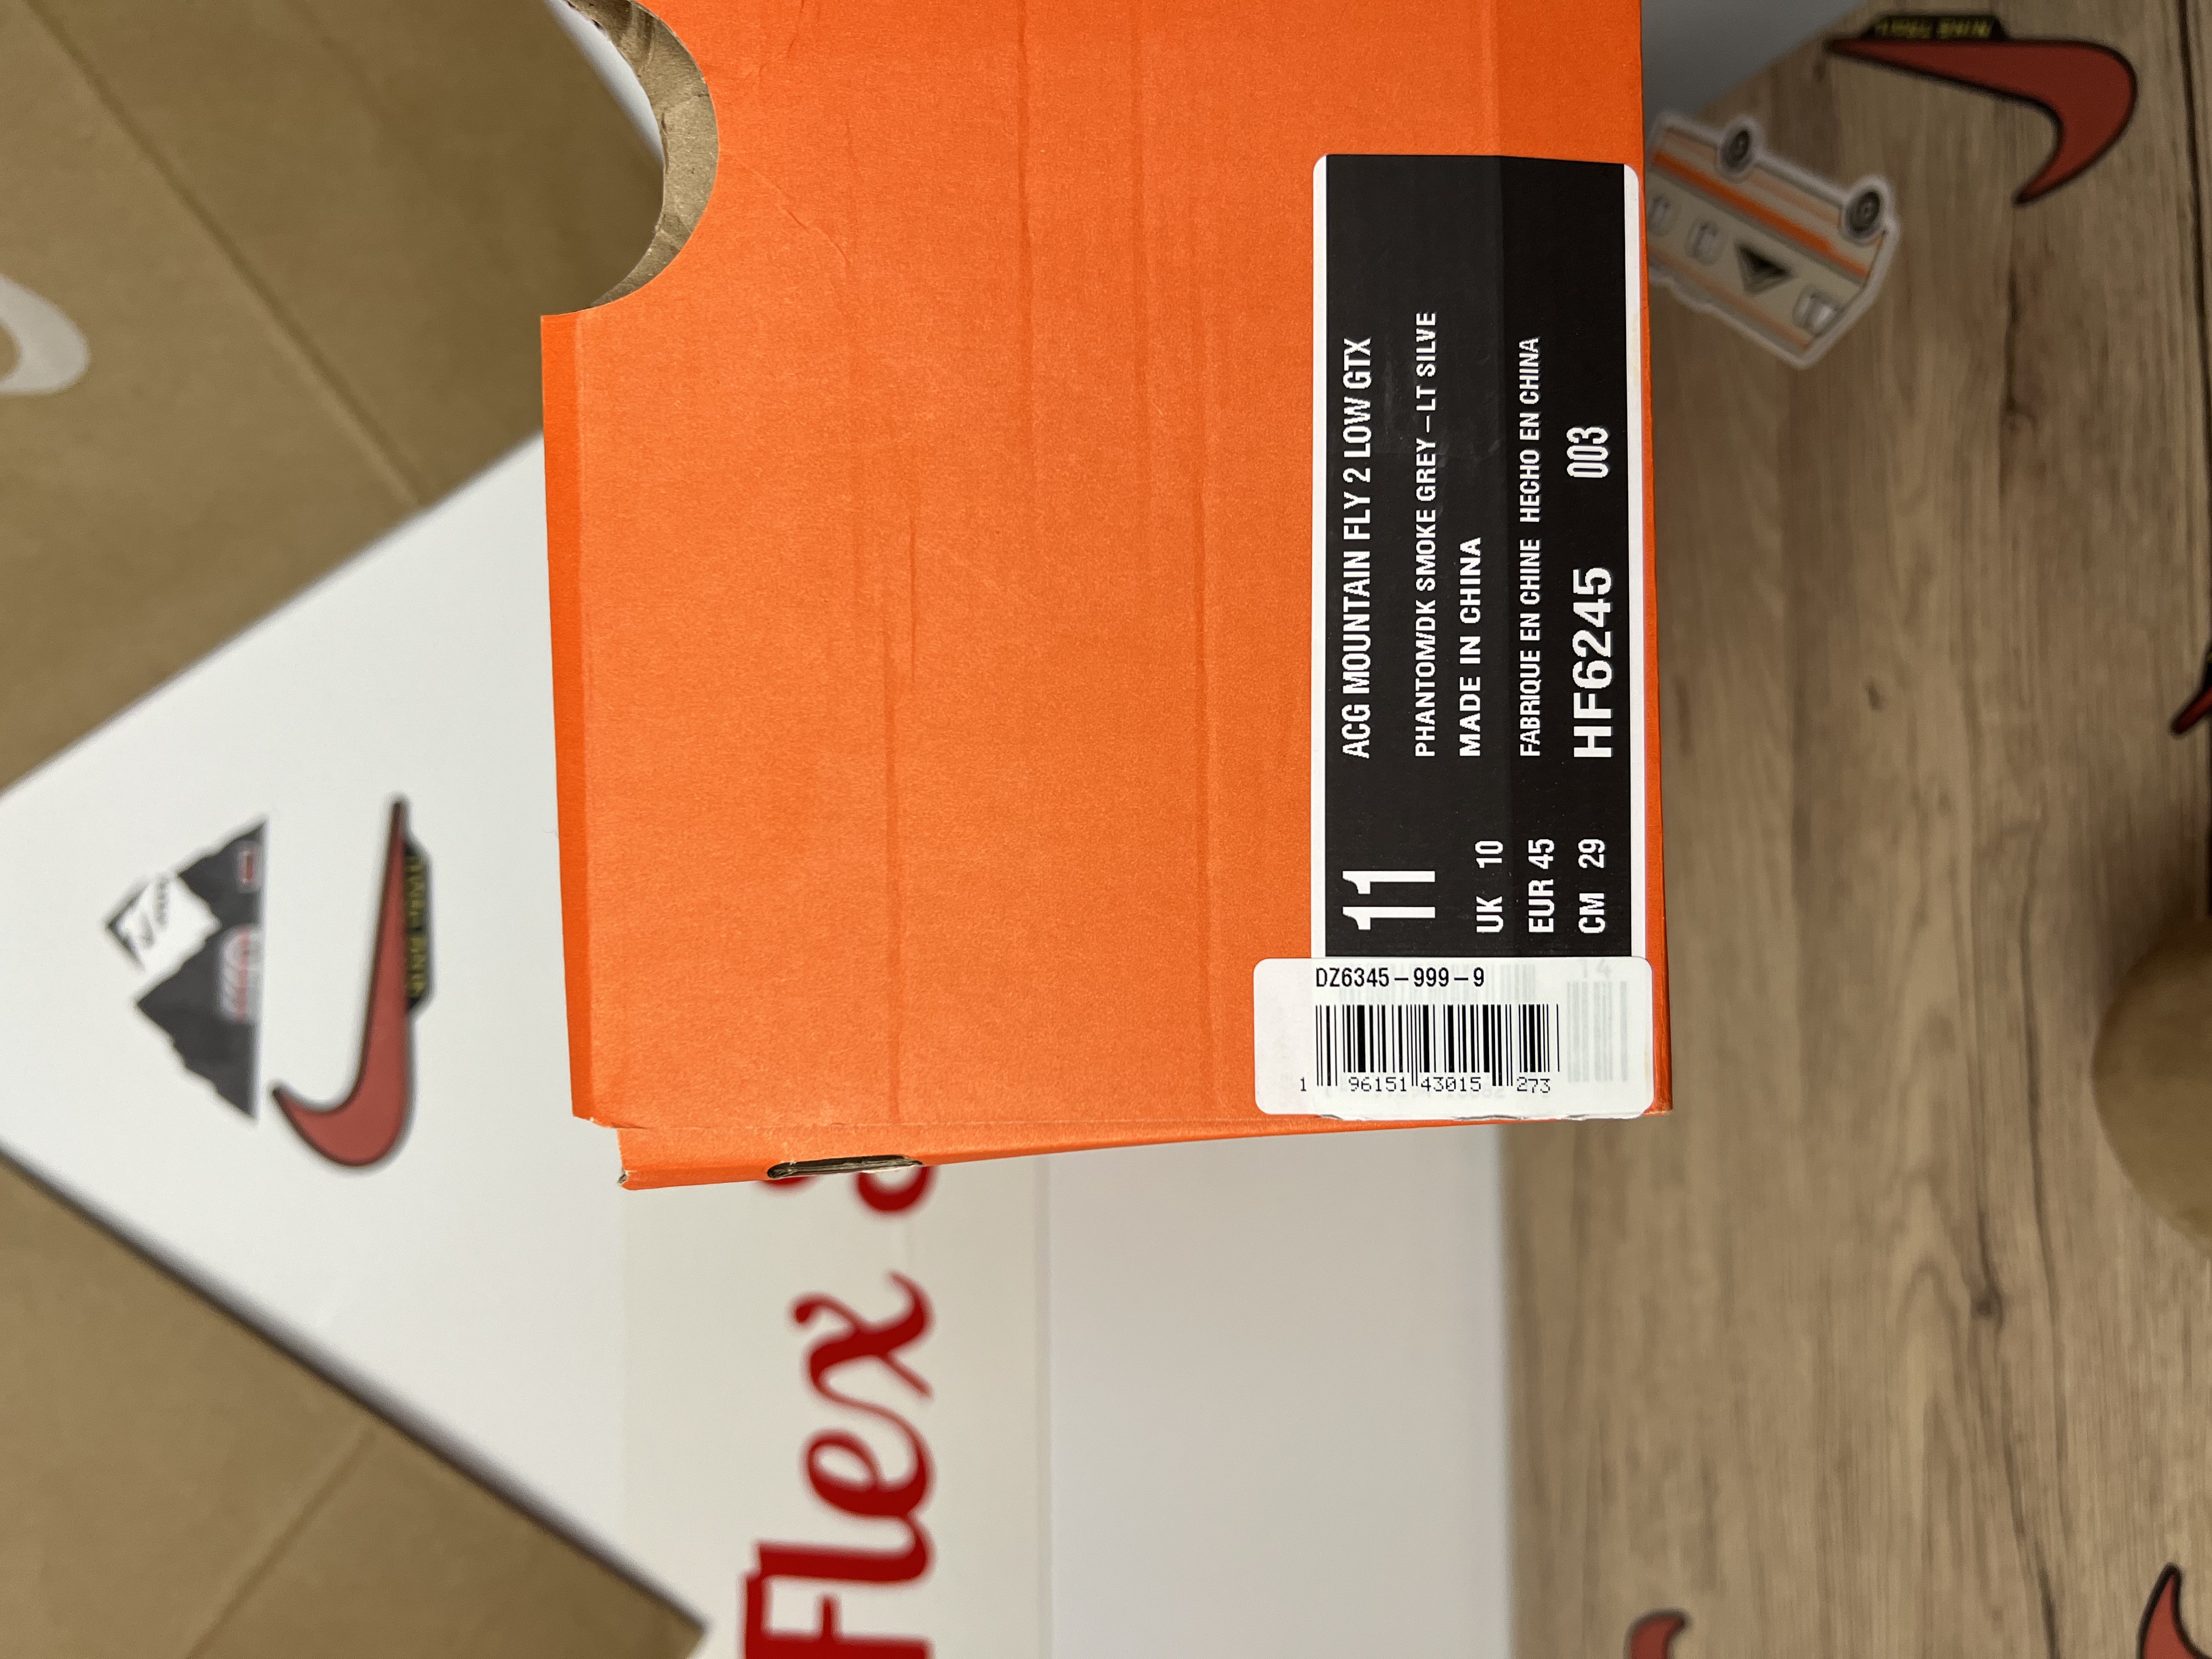 Flex S
DZ6345-999-9
1 96151 43015 273
11
ACG MOUNTAIN FLY 2 LOW GTX
PHANTOM/DK SMOKE GREY-LT SILVE
MADE IN CHINA
UK 10
FABRIQUE EN CHINE HECHO EN CHINA
EUR 45
CM 29
HF6245 003